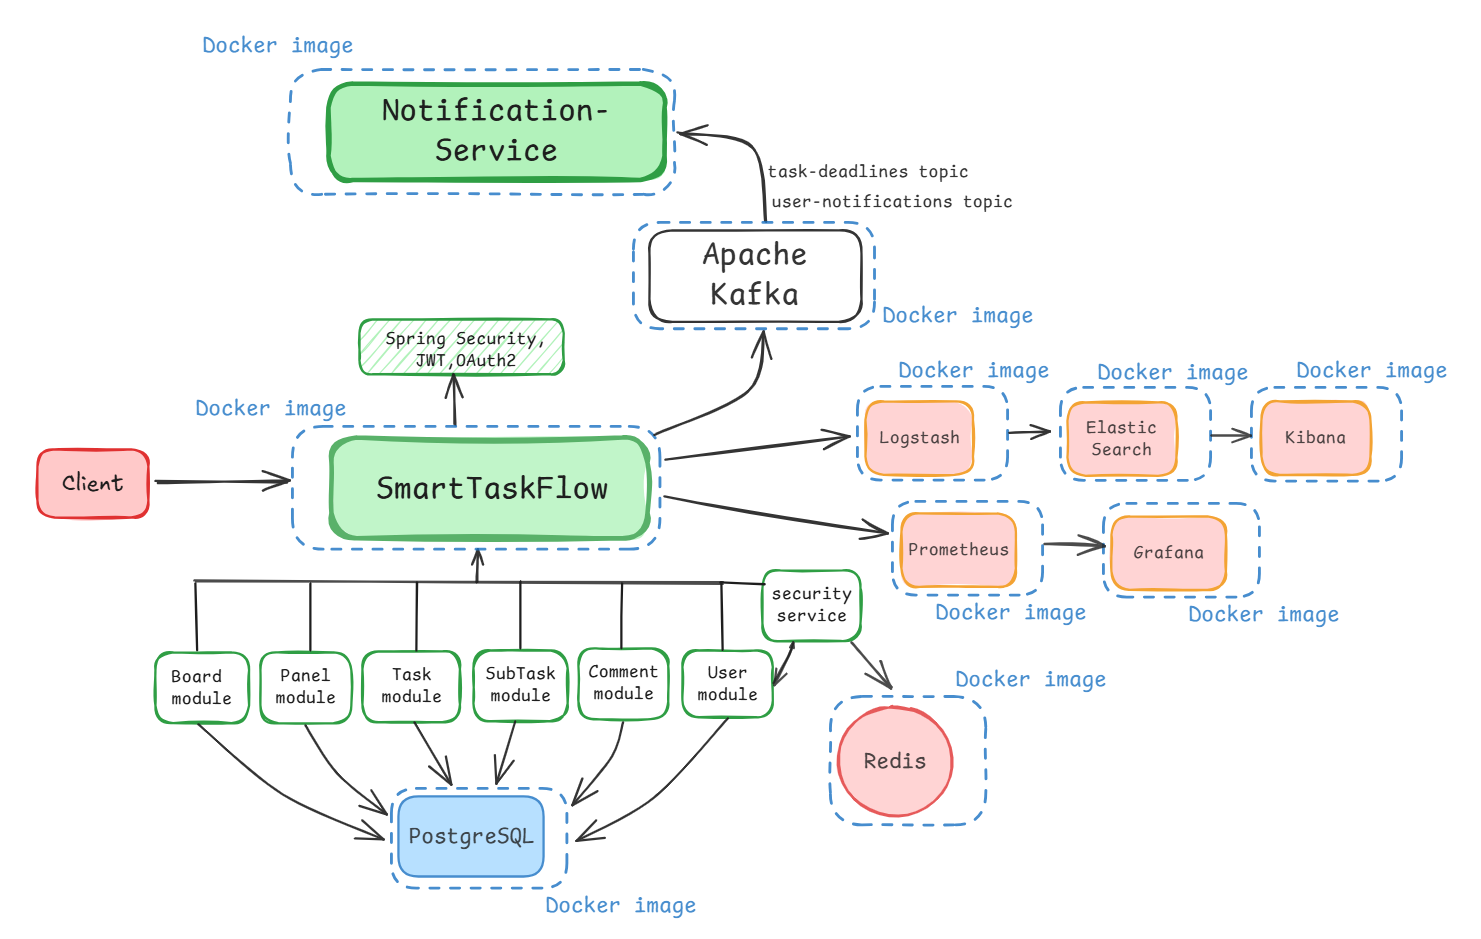 Docker image
Notification-
Service
task-deadlines topic
user-notifications topic
Apache
Kafka
Docker image
Spring Security,
JWT,OAuth2
Docker image
Docker image
Docker image
Docker image
Client
SmartTaskFlow
Logstash
Elastic
Search
Kibana
Prometheus
Grafana
Docker image
Docker image
security
service
Board
module
Panel
module
Task
module
SubTask
module
Comment
module
User
module
Docker image
Redis
PostgreSQL
Docker image